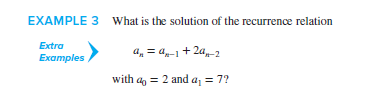 EXAMPLE 3 What is the solution of the recurrence relation
Extra
Examples
aₙ = aₙ₋₁ + 2aₙ₋₂
with a₀ = 2 and a₁ = 7?